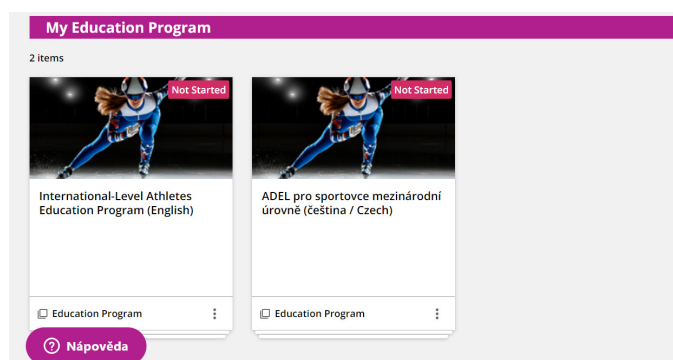 My Education Program
2 items
Not Started
International-Level Athletes
Education Program (English)
Education Program
Not Started
ADEL pro sportovce mezinárodní
úrovně (čeština / Czech)
Education Program
Nápověda